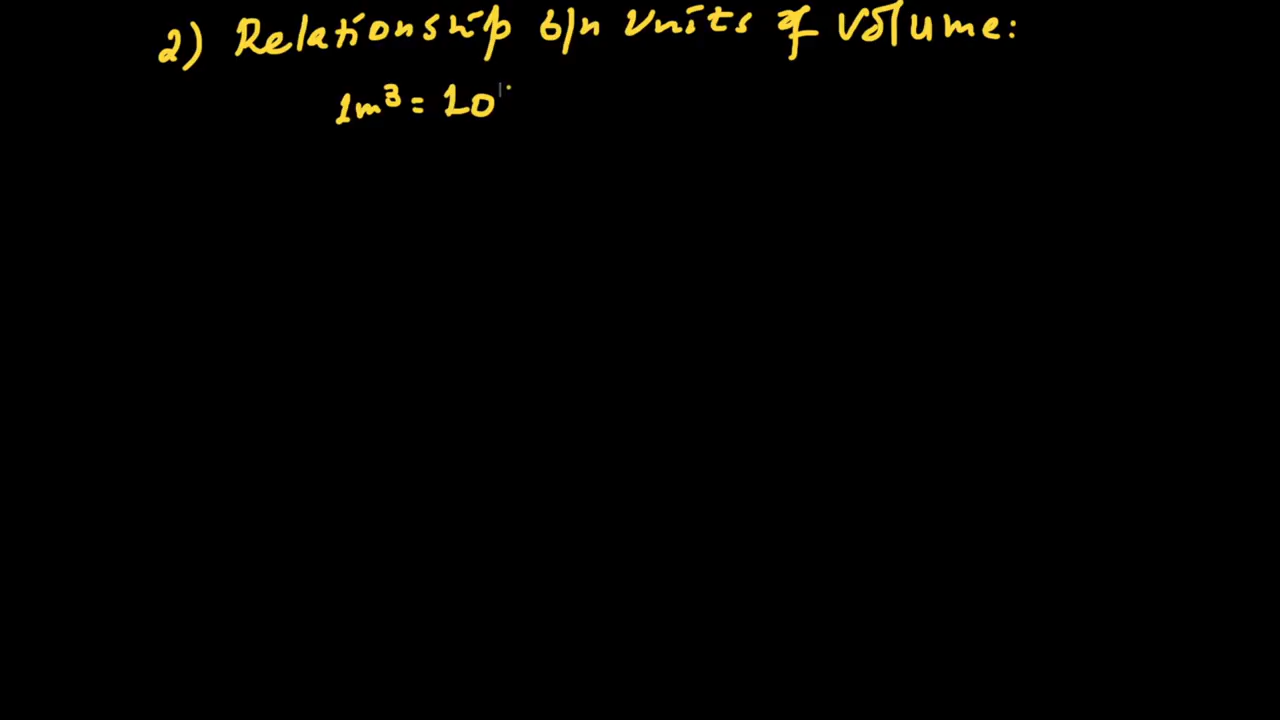 2) Relationship b/n units of volume:
1m³ = 10